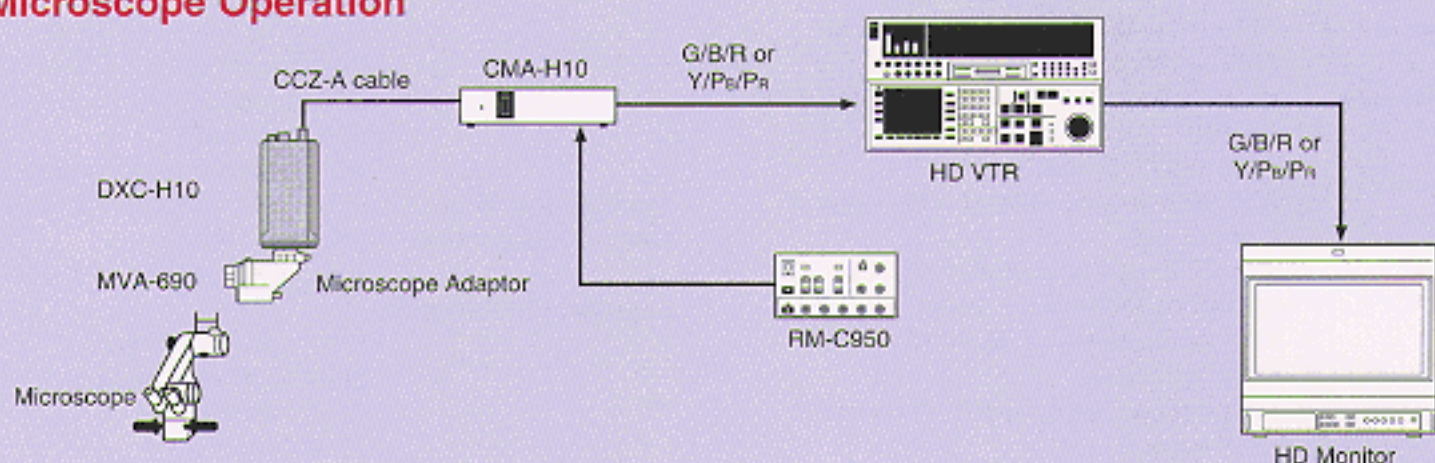 Microscope Operation
CCZ-A cable
CMA-H10
G/B/R or
Y/PB/PR
HD VTR
G/B/R or
Y/PB/PR
DXC-H10
MVA-690
Microscope Adaptor
RM-C950
Microscope
HD Monitor